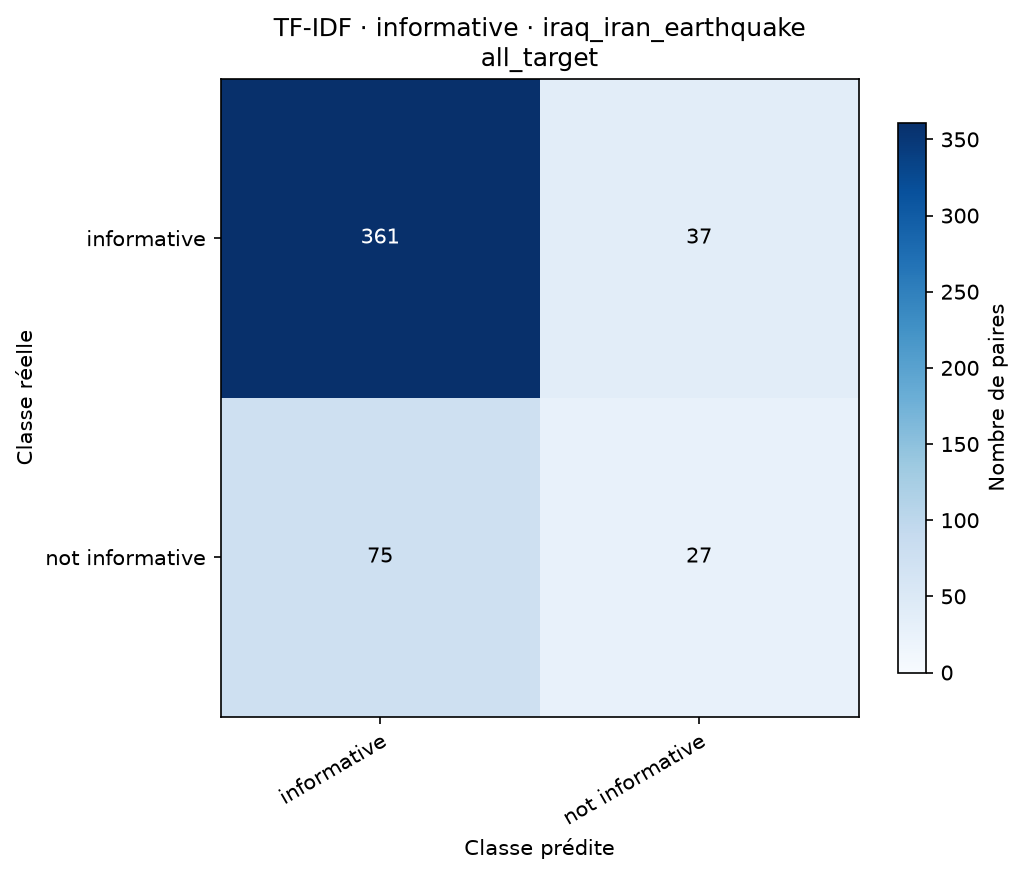 TF-IDF · informative · iraq_iran_earthquake
all_target
Classe réelle
informative
361
37
not informative
75
27
informative
not informative
Classe prédite
350
300
250
200
150
100
50
0
Nombre de paires